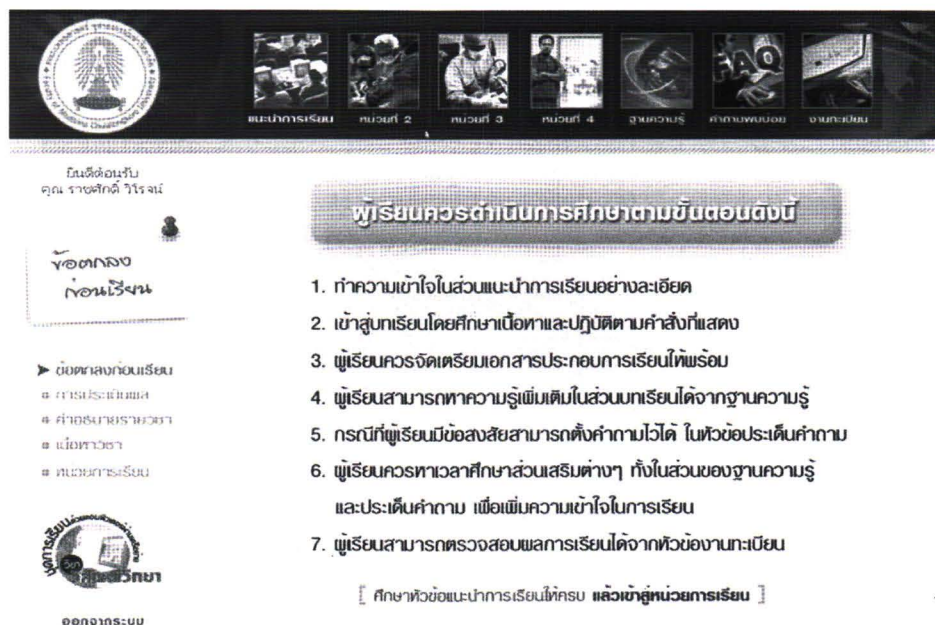 แนะนำการเรียน หน่วยที่ 2 หน่วยที่ 3 หน่วยที่ 4 ฐานความรู้ คำถามพบบ่อย งานทะเบียน
FAQ
ยินดีต้อนรับ
คุณ ราชศักดิ์ วิโรจน์
ข้อตกลง
ก่อนเรียน
ข้อตกลงก่อนเรียน
การประเมินผล
คำอธิบายรายวิชา
เนื้อหาวิชา
หน่วยการเรียน
ออกจากระบบ
ผู้เรียนควรดำเนินการศึกษาตามขั้นตอนดังนี้
1. ทำความเข้าใจในส่วนแนะนำการเรียนอย่างละเอียด
2. เข้าสู่บทเรียนโดยศึกษาเนื้อหาและปฏิบัติตามคำสั่งที่แสดง
3. ผู้เรียนควรจัดเตรียมเอกสารประกอบการเรียนให้พร้อม
4. ผู้เรียนสามารถหาความรู้เพิ่มเติมในส่วนบทเรียนได้จากฐานความรู้
5. กรณีที่ผู้เรียนมีข้อสงสัยสามารถตั้งคำถามไว้ได้ ในหัวข้อประเด็นคำถาม
6. ผู้เรียนควรหาเวลาศึกษาส่วนเสริมต่างๆ ทั้งในส่วนของฐานความรู้
และประเด็นคำถาม เพื่อเพิ่มความเข้าใจในการเรียน
7. ผู้เรียนสามารถตรวจสอบผลการเรียนได้จากหัวข้องานทะเบียน
[ ศึกษาหัวข้อแนะนำการเรียนให้ครบ แล้วเข้าสู่หน่วยการเรียน ]